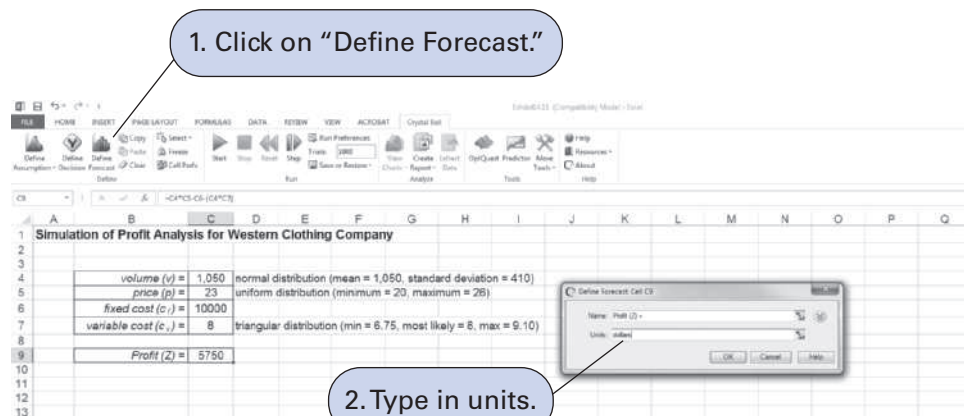 1. Click on “Define Forecast.”
Exhibit14.23 [Compatibility Mode] - Excel
FILE HOME INSERT PAGE LAYOUT FORMULAS DATA REVIEW VIEW ACROBAT Crystal Ball
Define Assumption Define Decision Define Forecast Copy Paste Clear Select Freeze Cell Prefs Start Stop Reset Step Run Preferences Trials: Save or Restore View Charts Create Report Extract Data OptQuest Predictor More Tools Help Resources About
Define Run Analyze Tools Help
C9 =C4*C5-C6-(C4*C7)
A B C D E F G H I J K L M N O P Q
1 Simulation of Profit Analysis for Western Clothing Company
2
3
4 volume (v) = 1,050 normal distribution (mean = 1,050, standard deviation = 410)
5 price (p) = 23 uniform distribution (minimum = 20, maximum = 26)
6 fixed cost (c f) = 10000
7 variable cost (c v) = 8 triangular distribution (min = 6.75, most likely = 8, max = 9.10)
8
9 Profit (Z) = 5750
10
11
12
13
Define Forecast: Cell C9
Name: Profit (Z) =
Units: dollars
OK Cancel Help
2. Type in units.